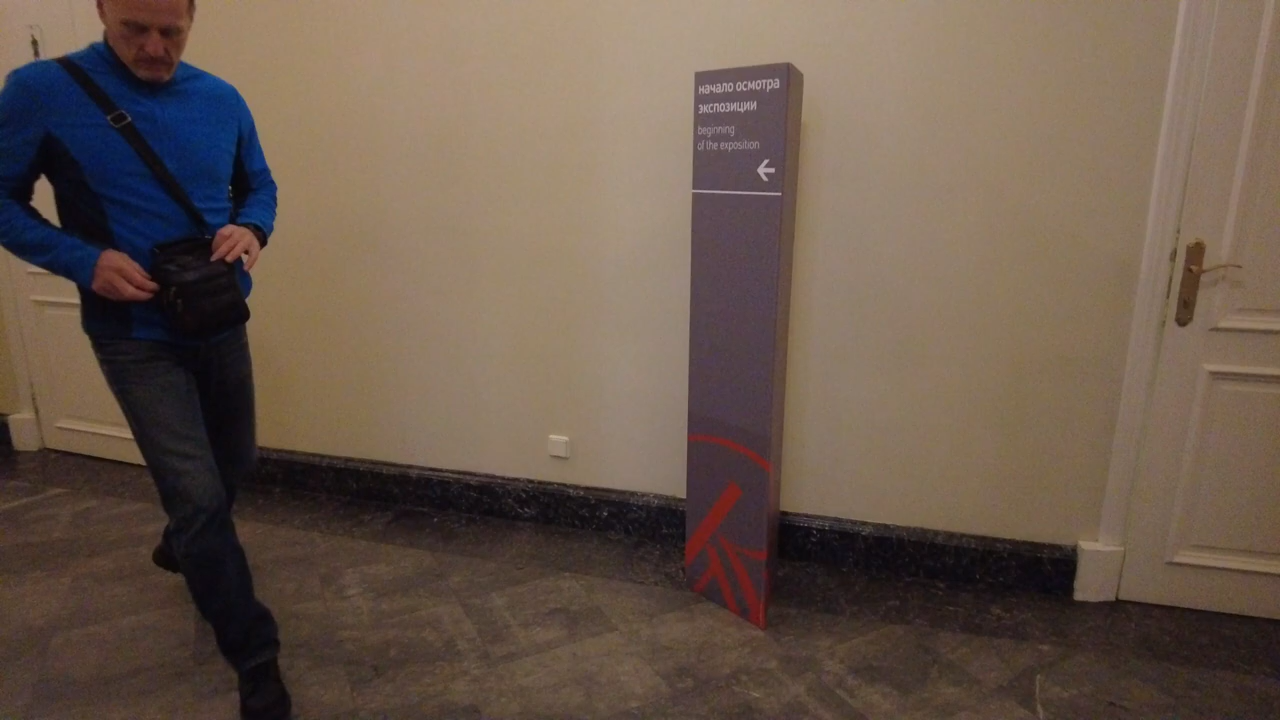 начало осмотра
экспозиции
beginning
of the exposition